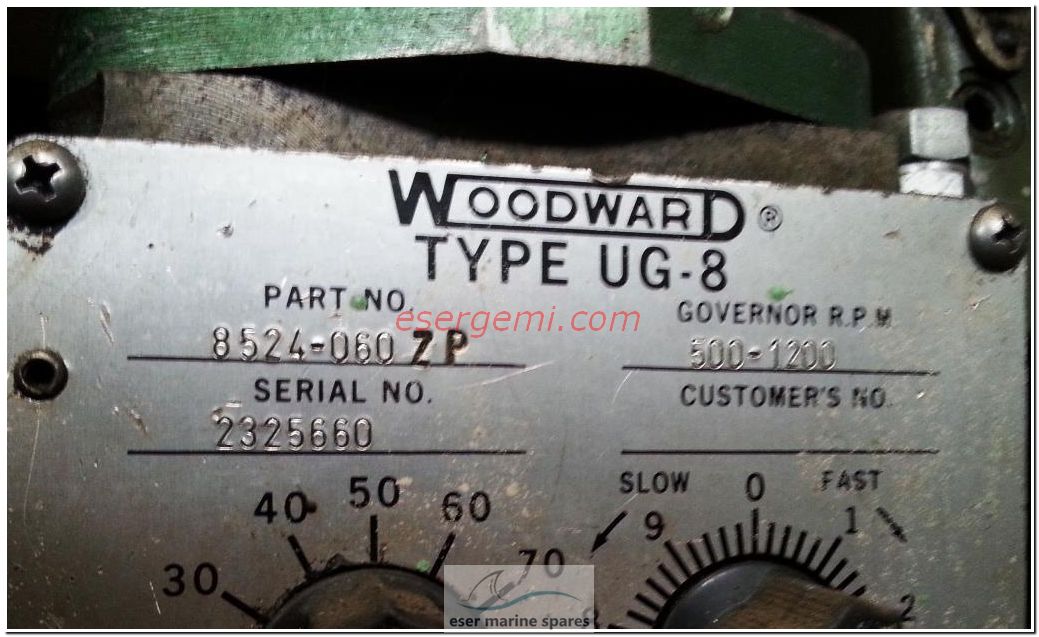 WOODWARD ®
TYPE UG-8
PART NO.
8524-060 ZP
GOVERNOR R.P.M
500-1200
SERIAL NO.
2325660
CUSTOMER'S NO.
esergemi.com
30 40 50 60 70
SLOW 0 FAST
8 9 1 2
eser marine spares